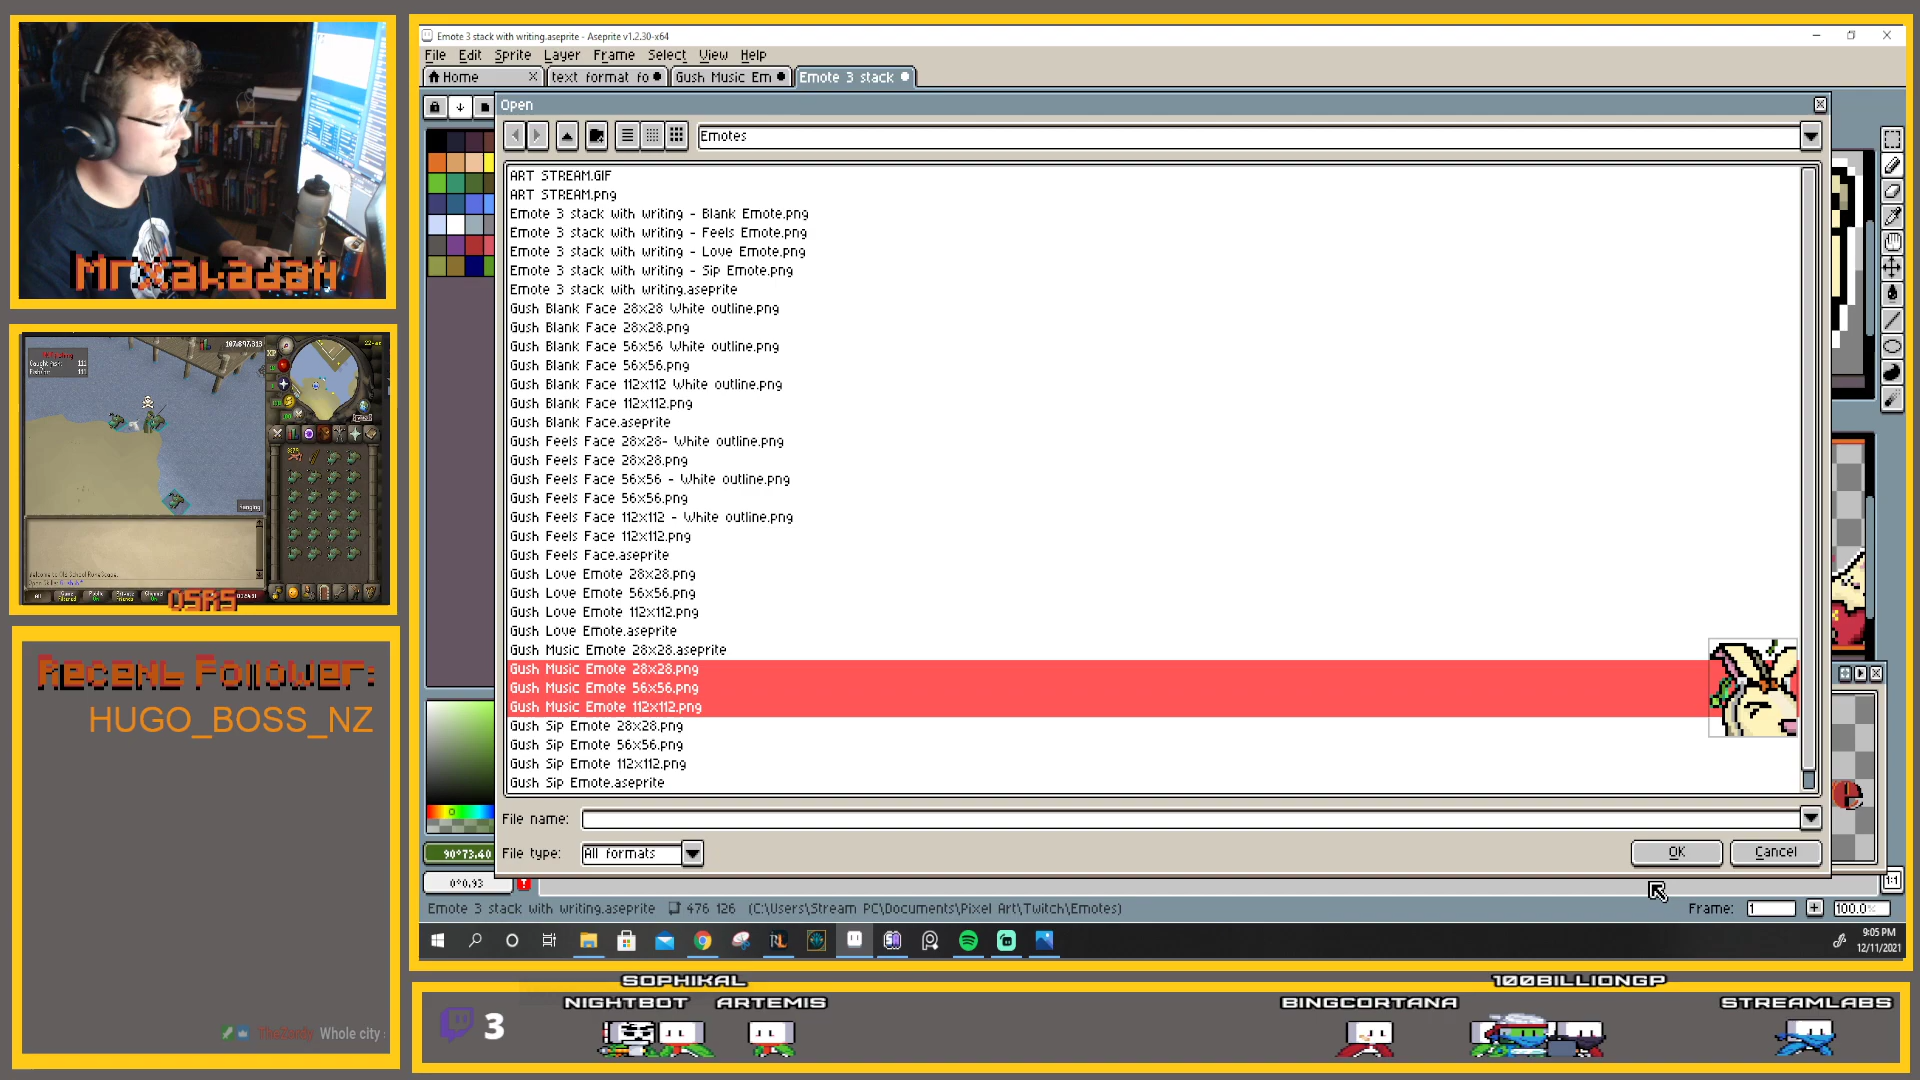 Emote 3 stack with writing.aseprite - Aseprite v1.2.30-x64
File Edit Sprite Layer Frame Select View Help
Home
text format fo
Gush Music Em
Emote 3 stack
Open
Emotes
ART STREAM.GIF
ART STREAM.png
Emote 3 stack with writing - Blank Emote.png
Emote 3 stack with writing - Feels Emote.png
Emote 3 stack with writing - Love Emote.png
Emote 3 stack with writing - Sip Emote.png
Emote 3 stack with writing.aseprite
Gush Blank Face 28x28 White outline.png
Gush Blank Face 28x28.png
Gush Blank Face 56x56 White outline.png
Gush Blank Face 56x56.png
Gush Blank Face 112x112 White outline.png
Gush Blank Face 112x112.png
Gush Blank Face.aseprite
Gush Feels Face 28x28- White outline.png
Gush Feels Face 28x28.png
Gush Feels Face 56x56 - White outline.png
Gush Feels Face 56x56.png
Gush Feels Face 112x112 - White outline.png
Gush Feels Face 112x112.png
Gush Feels Face.aseprite
Gush Love Emote 28x28.png
Gush Love Emote 56x56.png
Gush Love Emote 112x112.png
Gush Love Emote.aseprite
Gush Music Emote 28x28.aseprite
Gush Music Emote 28x28.png
Gush Music Emote 56x56.png
Gush Music Emote 112x112.png
Gush Sip Emote 28x28.png
Gush Sip Emote 56x56.png
Gush Sip Emote 112x112.png
Gush Sip Emote.aseprite
File name:
File type: All formats
OK
Cancel
1:1
Emote 3 stack with writing.aseprite 476 126 (C:\Users\Stream PC\Documents\Pixel Art\Twitch\Emotes)
Frame: 1
100.0
9:05 PM
12/11/2021
MrXakadaN
107,897,313
OSRS
Recent Follower:
HUGO_BOSS_NZ
Whole city
3
SOPHIKAL
NIGHTBOT
ARTEMIS
BINGCORTANA
100BILLIONGP
STREAMLABS